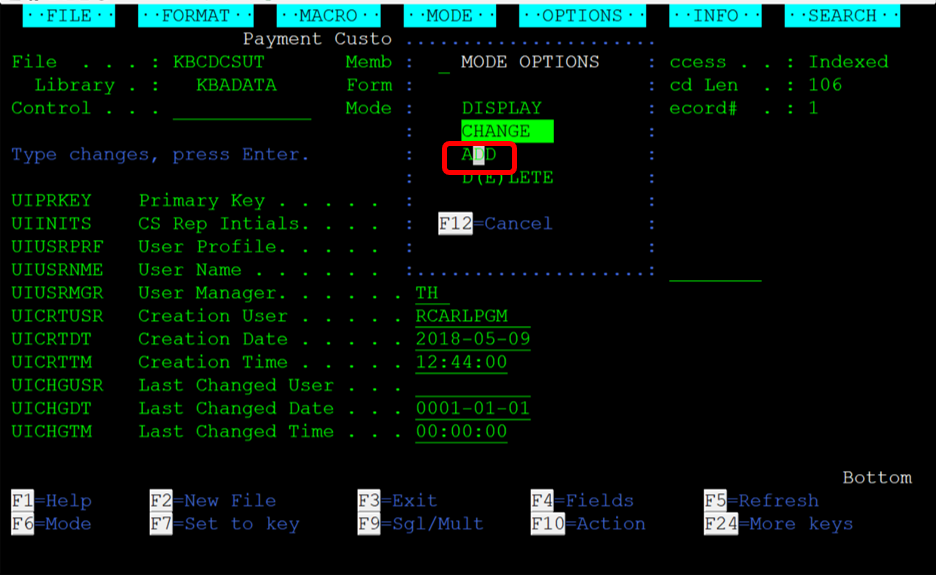 ··FILE·· ··FORMAT·· ··MACRO·· ··MODE·· ··OPTIONS·· ··INFO·· ··SEARCH··
Payment Custo ......................
File . . . : KBCDCSUT Memb : _ MODE OPTIONS : ccess . . : Indexed
Library . : KBADATA Form : : cd Len . : 106
Control . . . ____________ Mode : DISPLAY : ecord# . : 1
: CHANGE :
Type changes, press Enter. : ADD :
: D(E)LETE :
UIPRKEY Primary Key . . . . . : :
UIINITS CS Rep Intials. . . . : F12=Cancel :
UIUSRPRF User Profile. . . . . : :
UIUSRNME User Name . . . . . . :....................: ________
UIUSRMGR User Manager. . . . . . TH
UICRTUSR Creation User . . . . . RCARLPGM
UICRTDT Creation Date . . . . . 2018-05-09
UICRTTM Creation Time . . . . . 12:44:00
UICHGUSR Last Changed User . . . __________
UICHGDT Last Changed Date . . . 0001-01-01
UICHGTM Last Changed Time . . . 00:00:00
Bottom
F1=Help F2=New File F3=Exit F4=Fields F5=Refresh
F6=Mode F7=Set to key F9=Sgl/Mult F10=Action F24=More keys